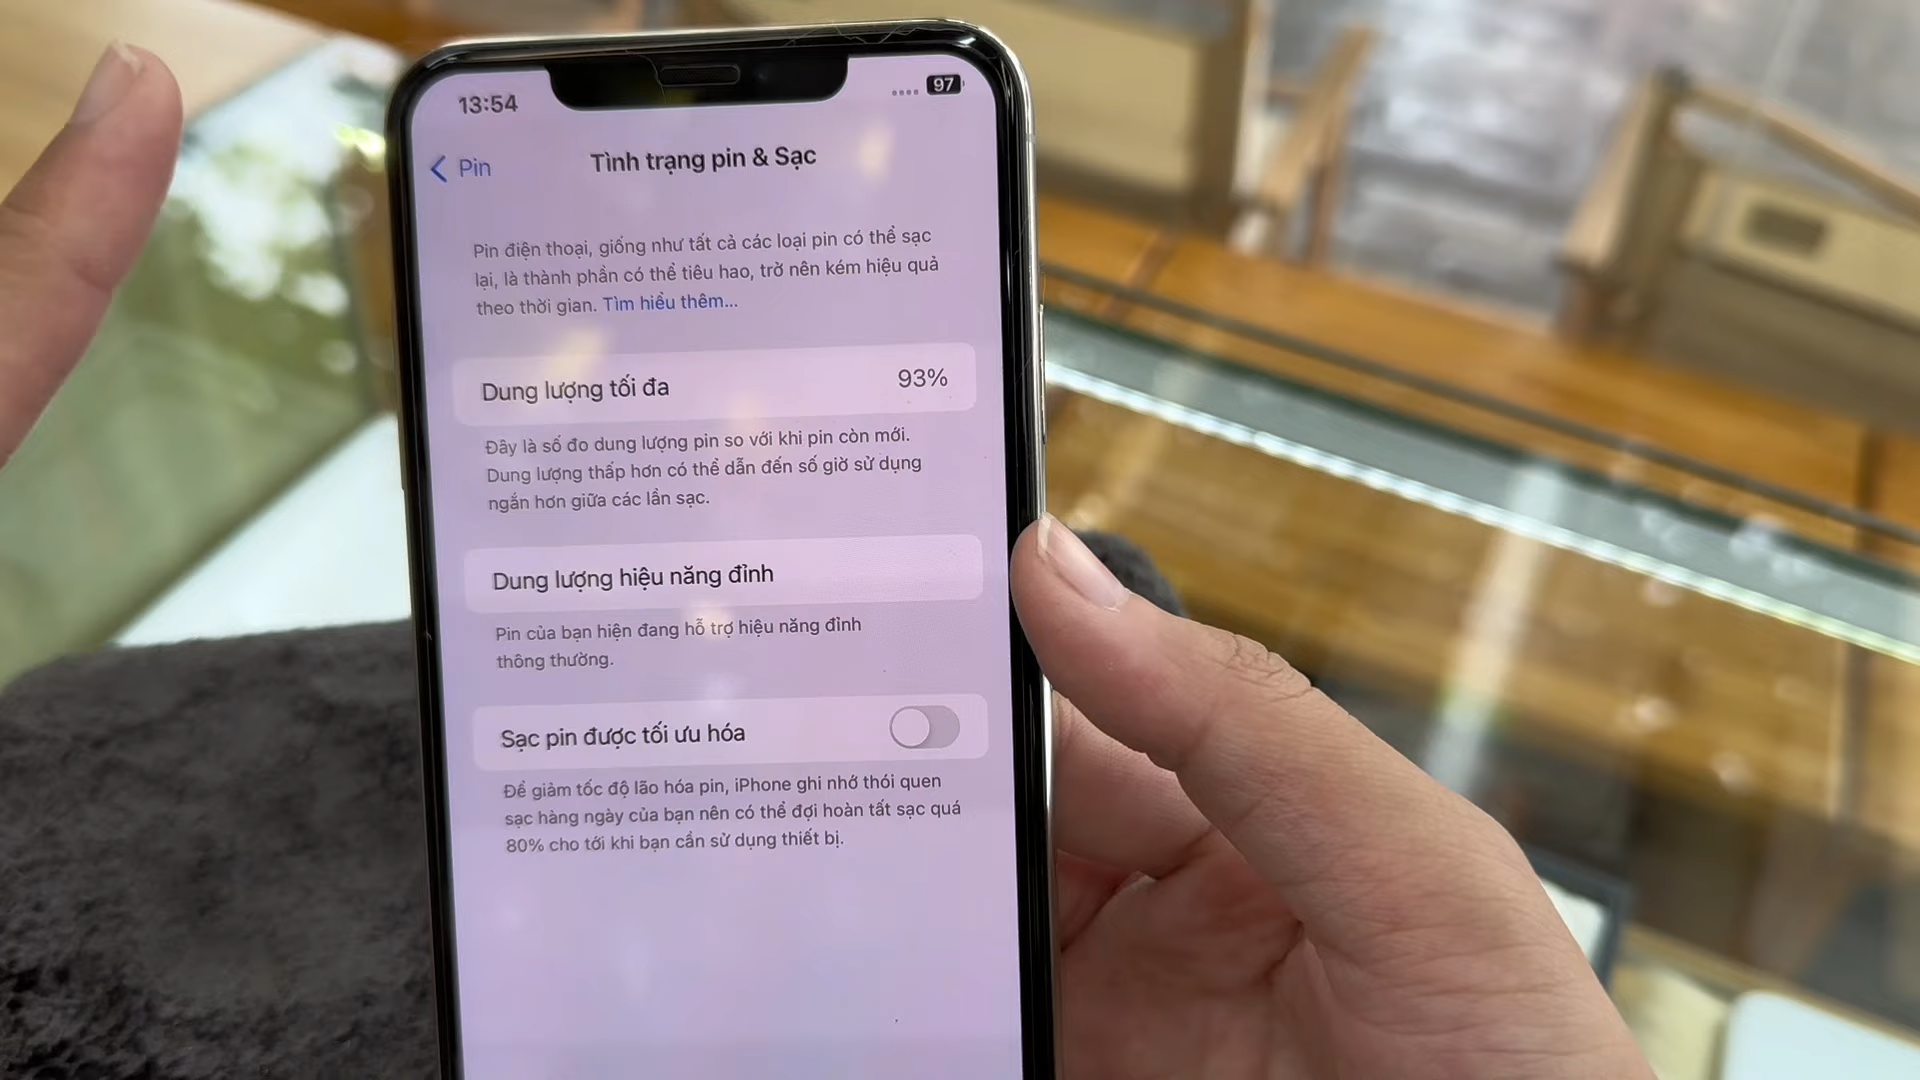 13:54
97
Pin
Tình trạng pin & Sạc
Pin điện thoại, giống như tất cả các loại pin có thể sạc
lại, là thành phần có thể tiêu hao, trở nên kém hiệu quả
theo thời gian. Tìm hiểu thêm...
Dung lượng tối đa 93%
Đây là số đo dung lượng pin so với khi pin còn mới.
Dung lượng thấp hơn có thể dẫn đến số giờ sử dụng
ngắn hơn giữa các lần sạc.
Dung lượng hiệu năng đỉnh
Pin của bạn hiện đang hỗ trợ hiệu năng đỉnh
thông thường.
Sạc pin được tối ưu hóa
Để giảm tốc độ lão hóa pin, iPhone ghi nhớ thói quen
sạc hàng ngày của bạn nên có thể đợi hoàn tất sạc quá
80% cho tới khi bạn cần sử dụng thiết bị.